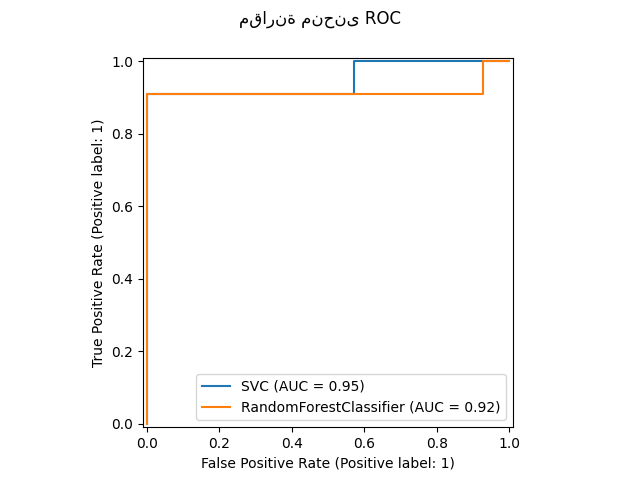 مقارنة منحنى ROC
True Positive Rate (Positive label: 1)
1.0
0.8
0.6
0.4
0.2
0.0
SVC (AUC = 0.95)
RandomForestClassifier (AUC = 0.92)
0.0 0.2 0.4 0.6 0.8 1.0
False Positive Rate (Positive label: 1)